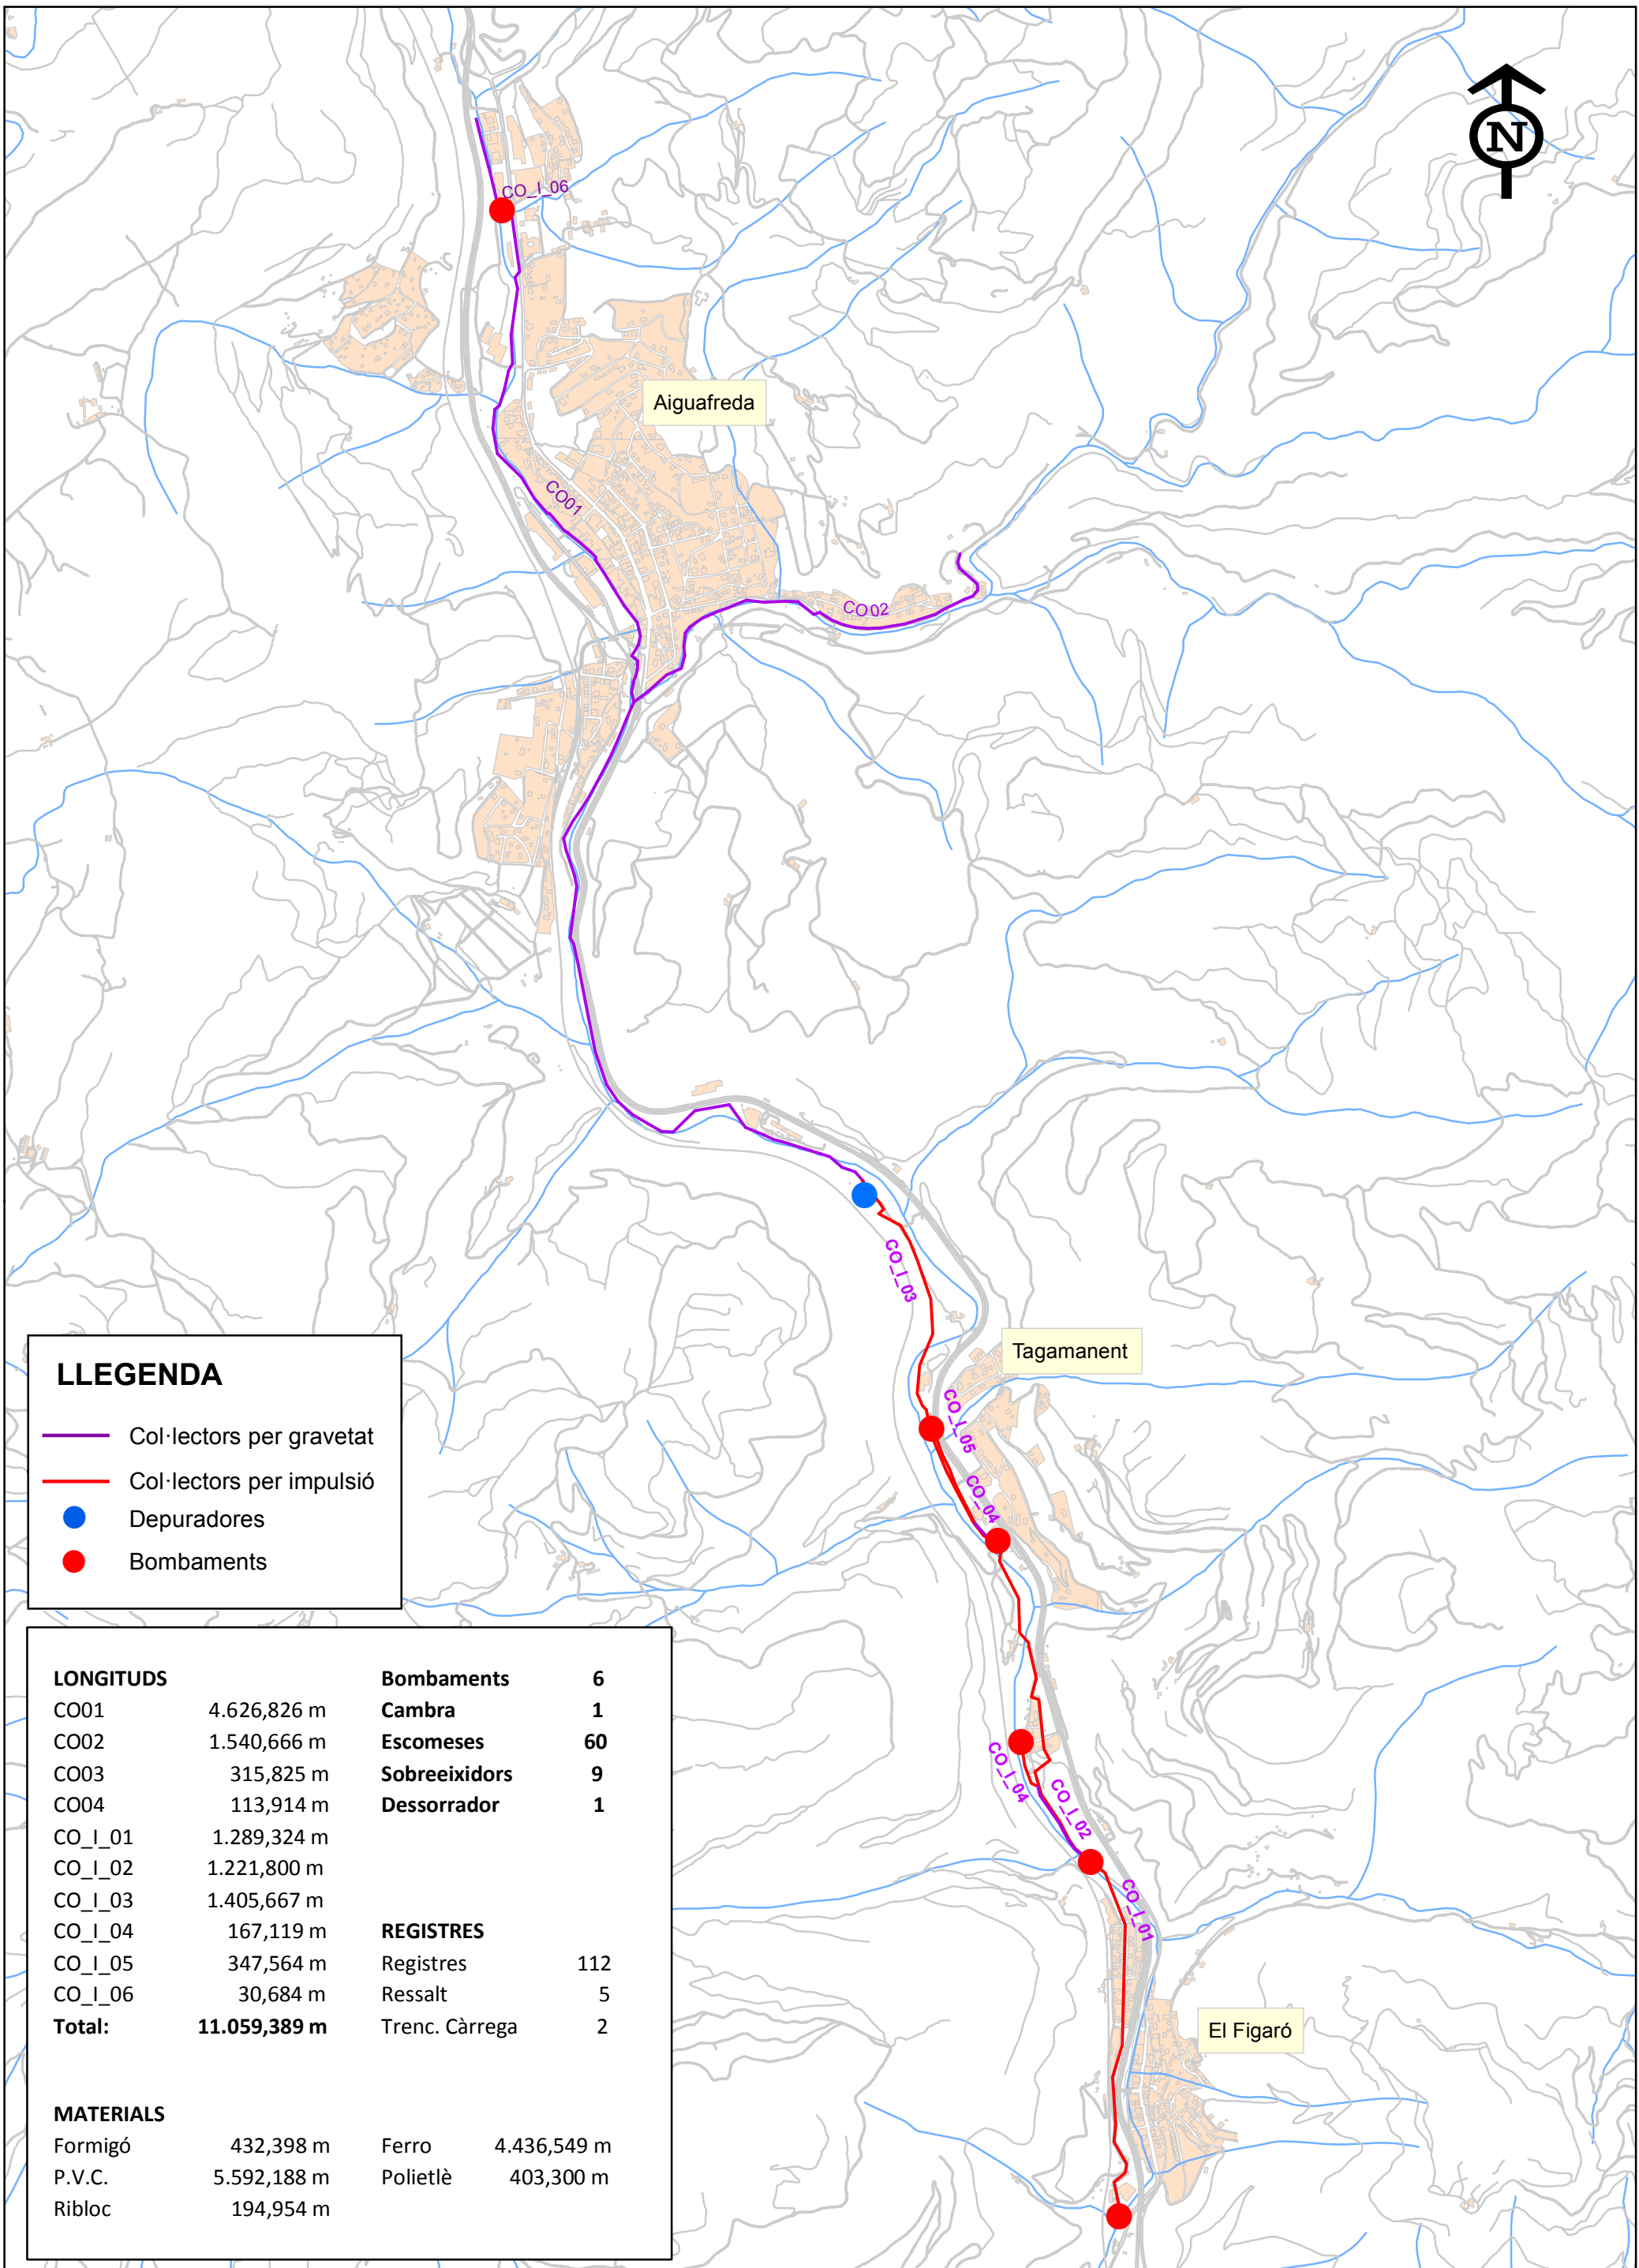 N
CO_I_06
Aiguafreda
CO01
CO02
CO_I_03
Tagamanent
CO_I_05
CO_04
CO_I_04
CO_I_02
CO_I_01
El Figaró
LLEGENDA
Col·lectors per gravetat
Col·lectors per impulsió
Depuradores
Bombaments
LONGITUDS Bombaments 6
CO01 4.626,826 m Cambra 1
CO02 1.540,666 m Escomeses 60
CO03 315,825 m Sobreeixidors 9
CO04 113,914 m Dessorrador 1
CO_I_01 1.289,324 m
CO_I_02 1.221,800 m
CO_I_03 1.405,667 m
CO_I_04 167,119 m REGISTRES
CO_I_05 347,564 m Registres 112
CO_I_06 30,684 m Ressalt 5
Total: 11.059,389 m Trenc. Càrrega 2
MATERIALS
Formigó 432,398 m Ferro 4.436,549 m
P.V.C. 5.592,188 m Polietlè 403,300 m
Ribloc 194,954 m